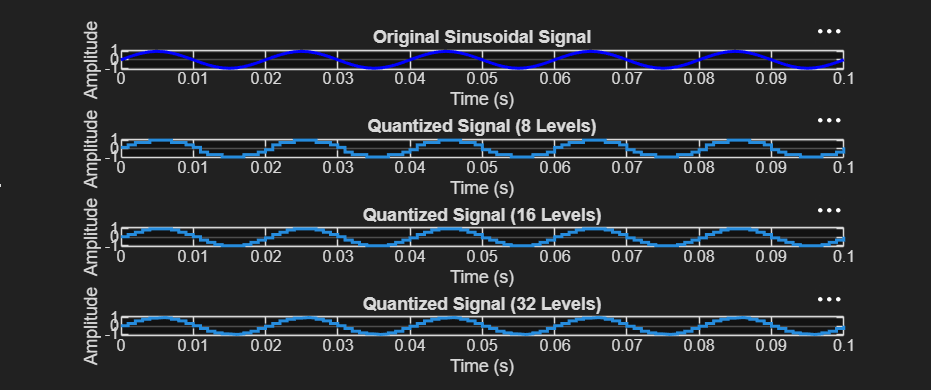 Original Sinusoidal Signal
Amplitude
1
0
-1
0 0.01 0.02 0.03 0.04 0.05 0.06 0.07 0.08 0.09 0.1
Time (s)
Quantized Signal (8 Levels)
Amplitude
1
0
-1
0 0.01 0.02 0.03 0.04 0.05 0.06 0.07 0.08 0.09 0.1
Time (s)
Quantized Signal (16 Levels)
Amplitude
1
0
-1
0 0.01 0.02 0.03 0.04 0.05 0.06 0.07 0.08 0.09 0.1
Time (s)
Quantized Signal (32 Levels)
Amplitude
1
0
-1
0 0.01 0.02 0.03 0.04 0.05 0.06 0.07 0.08 0.09 0.1
Time (s)